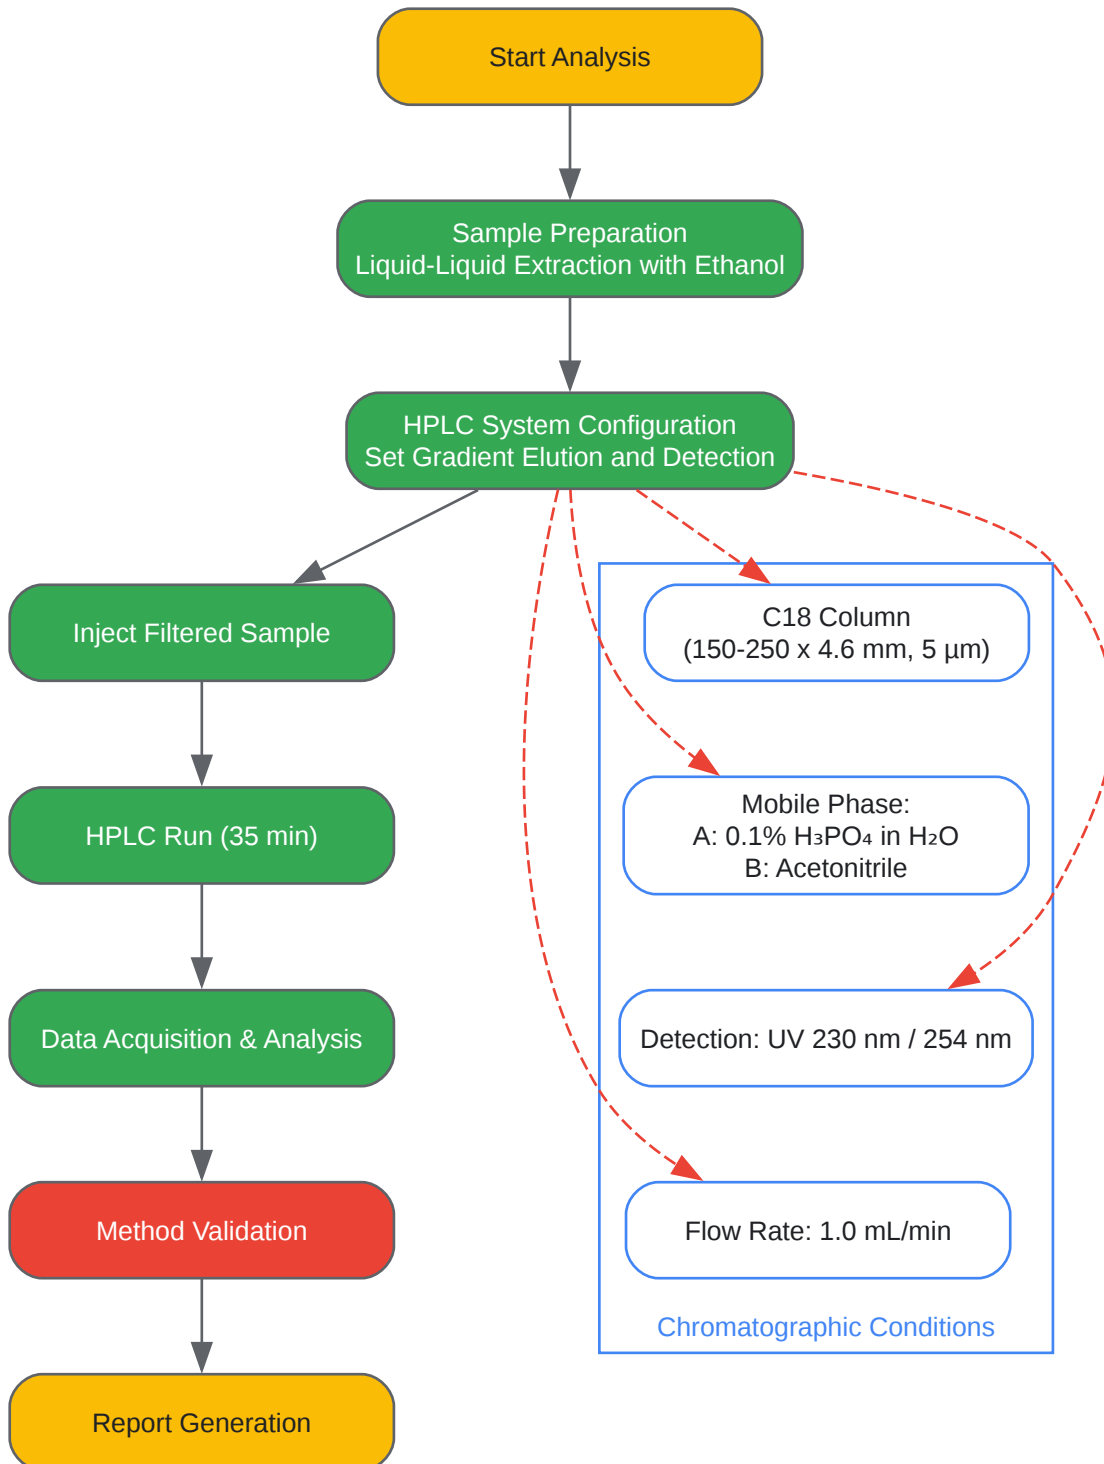 Start Analysis
Sample Preparation
Liquid-Liquid Extraction with Ethanol
HPLC System Configuration
Set Gradient Elution and Detection
Inject Filtered Sample
HPLC Run (35 min)
Data Acquisition & Analysis
Method Validation
Report Generation
C18 Column
(150-250 x 4.6 mm, 5 µm)
Mobile Phase:
A: 0.1% H₃PO₄ in H₂O
B: Acetonitrile
Detection: UV 230 nm / 254 nm
Flow Rate: 1.0 mL/min
Chromatographic Conditions